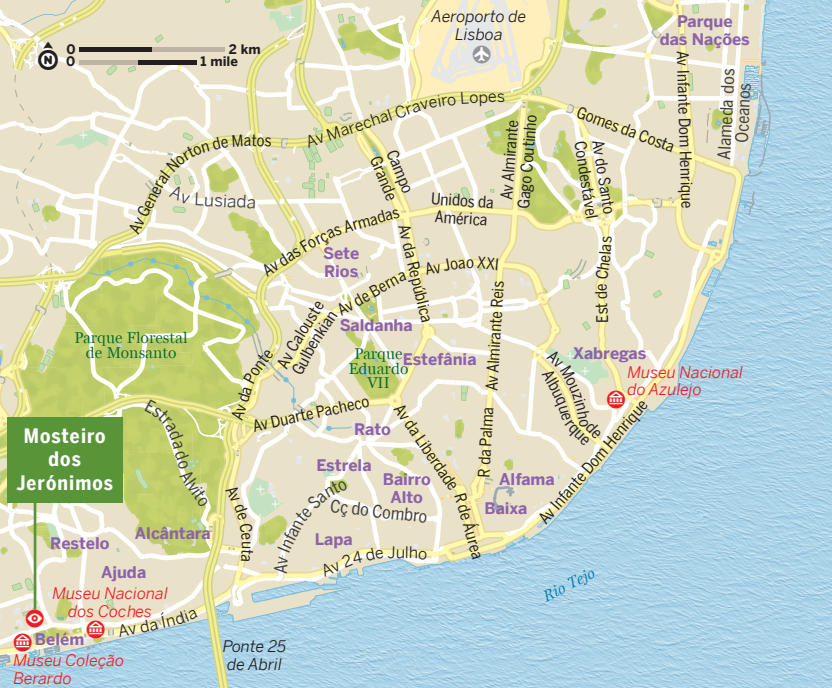 Aeroporto de
Lisboa
Parque
das Nações
0
2 km
N
0
1 mile
Av Marechal Craveiro Lopes
Gomes da Costa
Av Infante Dom Henrique
Alameda dos
Oceanos
Av General Norton de Matos
Av Lusiada
Campo
Grande
Av Almirante
Gago Coutinho
Av do Santo
Condestável
Unidos da
América
Av das Forças Armadas
Sete
Rios
Av da República
Av Joao XXI
Av de Berna
Est de Chelas
Av Calouste
Gulbenkian
Saldanha
Av Almirante Reis
Parque Florestal
de Monsanto
Parque
Eduardo
VII
Estefânia
Xabregas
Museu Nacional
do Azulejo
Av Mouzinho de
Albuquerque
Av da Ponte
Av Duarte Pacheco
Estrada do Alvito
Mosteiro
dos
Jerónimos
Rato
Av da Liberdade
R da Palma
Av Infante Dom Henrique
Estrela
Bairro
Alto
Alfama
Baixa
Av de Ceuta
Av Infante Santo
Cç do Combro
R de Áurea
Restelo
Alcântara
Lapa
Av 24 de Julho
Ajuda
Museu Nacional
dos Coches
Rio Tejo
Av da Índia
Belém
Museu Coleção
Berardo
Ponte 25
de Abril